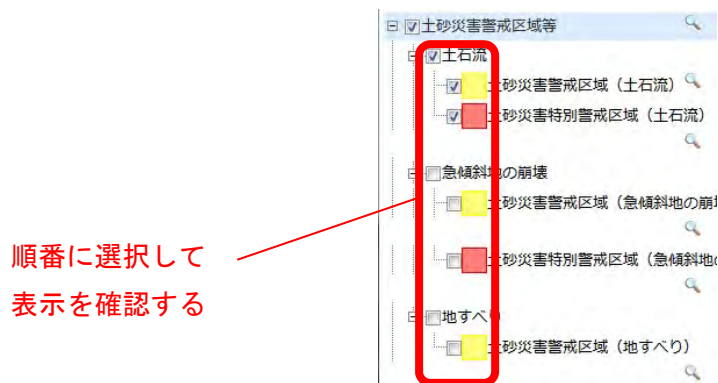 土砂災害警戒区域等
土石流
土砂災害警戒区域（土石流）
土砂災害特別警戒区域（土石流）
急傾斜地の崩壊
土砂災害警戒区域（急傾斜地の崩
土砂災害特別警戒区域（急傾斜地
地すべり
土砂災害警戒区域（地すべり）
順番に選択して
表示を確認する